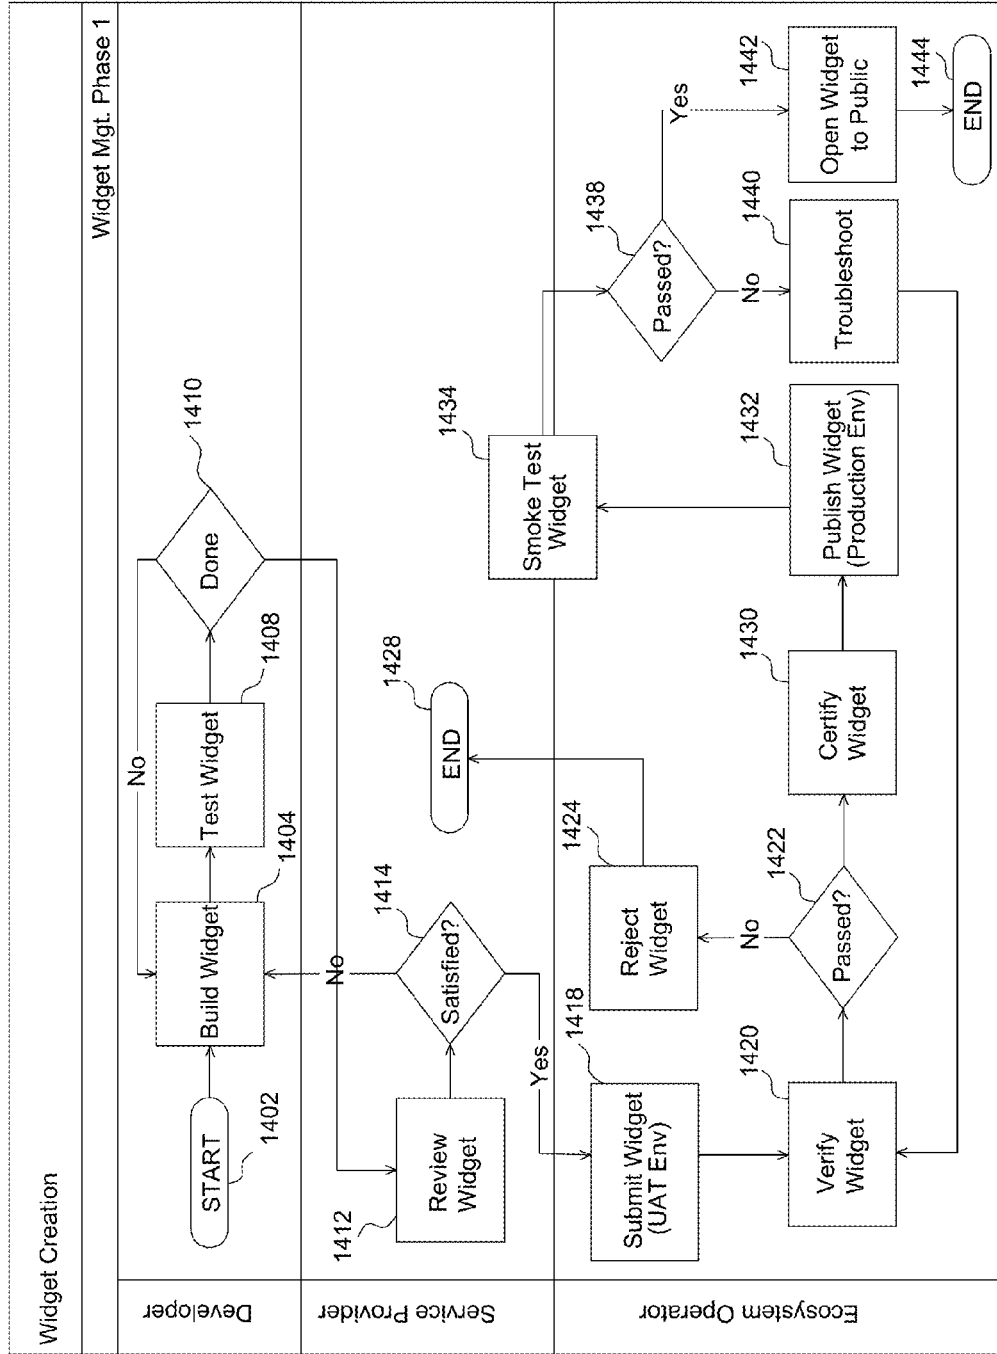 Widget Creation
Widget Mgt. Phase 1
Developer
START
1402
Build Widget
1404
Test Widget
1408
Done
1410
No
Service Provider
Review
Widget
1412
Satisfied?
1414
No
Yes
END
1428
Smoke Test
Widget
1434
Ecosystem Operator
Submit Widget
(UAT Env)
1418
Verify
Widget
1420
Passed?
1422
No
Reject
Widget
1424
Certify
Widget
1430
Publish Widget
(Production Env)
1432
Passed?
1438
No
Yes
Troubleshoot
1440
Open Widget
to Public
1442
END
1444